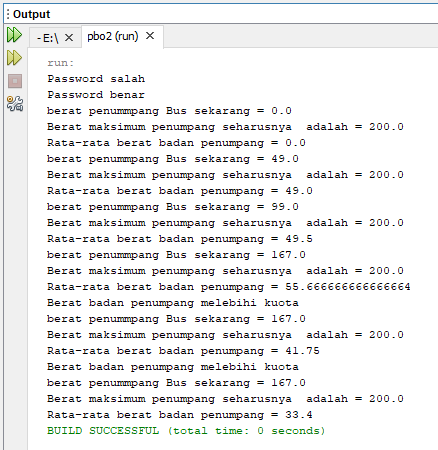 Output
-E:\ × pbo2 (run) ×
run:
Password salah
Password benar
berat penummpang Bus sekarang = 0.0
Berat maksimum penumpang seharusnya  adalah = 200.0
Rata-rata berat badan penumpang = 0.0
berat penummpang Bus sekarang = 49.0
Berat maksimum penumpang seharusnya  adalah = 200.0
Rata-rata berat badan penumpang = 49.0
berat penummpang Bus sekarang = 99.0
Berat maksimum penumpang seharusnya  adalah = 200.0
Rata-rata berat badan penumpang = 49.5
berat penummpang Bus sekarang = 167.0
Berat maksimum penumpang seharusnya  adalah = 200.0
Rata-rata berat badan penumpang = 55.666666666666664
Berat badan penumpang melebihi kuota
berat penummpang Bus sekarang = 167.0
Berat maksimum penumpang seharusnya  adalah = 200.0
Rata-rata berat badan penumpang = 41.75
Berat badan penumpang melebihi kuota
berat penummpang Bus sekarang = 167.0
Berat maksimum penumpang seharusnya  adalah = 200.0
Rata-rata berat badan penumpang = 33.4
BUILD SUCCESSFUL (total time: 0 seconds)